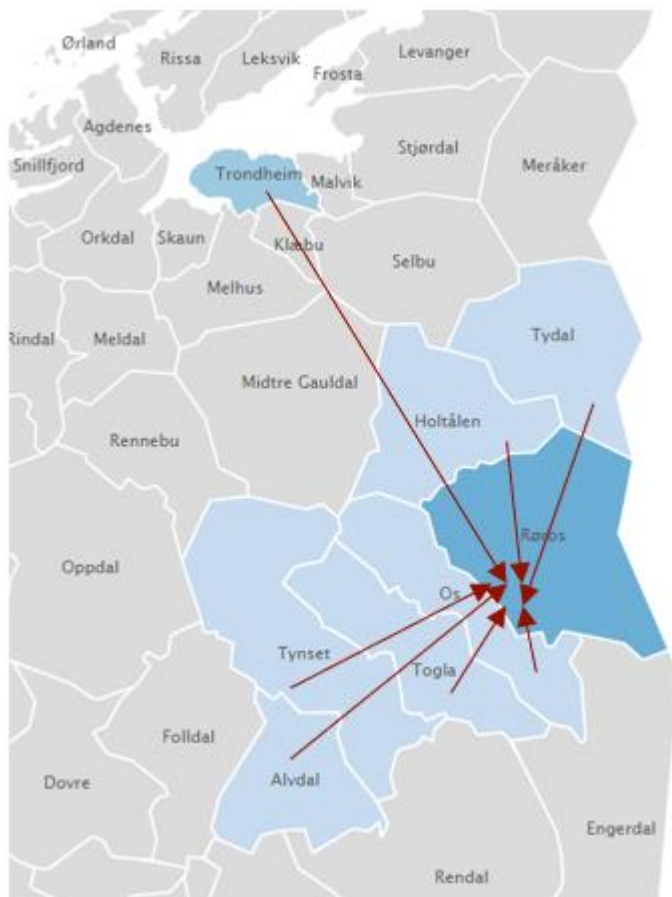 Ørland
Rissa
Leksvik
Levanger
Frosta
Agdenes
Stjørdal
Snillfjord
Meråker
Trondheim
Malvik
Orkdal
Skaun
Klæbu
Selbu
Melhus
Rindal
Meldal
Tydal
Midtre Gauldal
Holtålen
Rennebu
Røros
Oppdal
Os
Tynset
Togla
Folldal
Dovre
Alvdal
Engerdal
Rendal